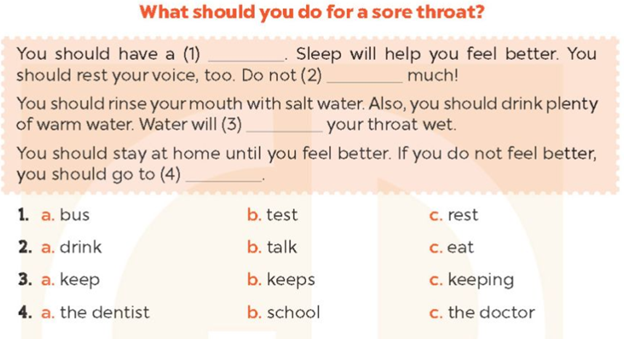 What should you do for a sore throat?
You should have a (1) ________. Sleep will help you feel better. You
should rest your voice, too. Do not (2) ________ much!
You should rinse your mouth with salt water. Also, you should drink plenty
of warm water. Water will (3) ________ your throat wet.
You should stay at home until you feel better. If you do not feel better,
you should go to (4) ________.
1. a. bus b. test c. rest
2. a. drink b. talk c. eat
3. a. keep b. keeps c. keeping
4. a. the dentist b. school c. the doctor